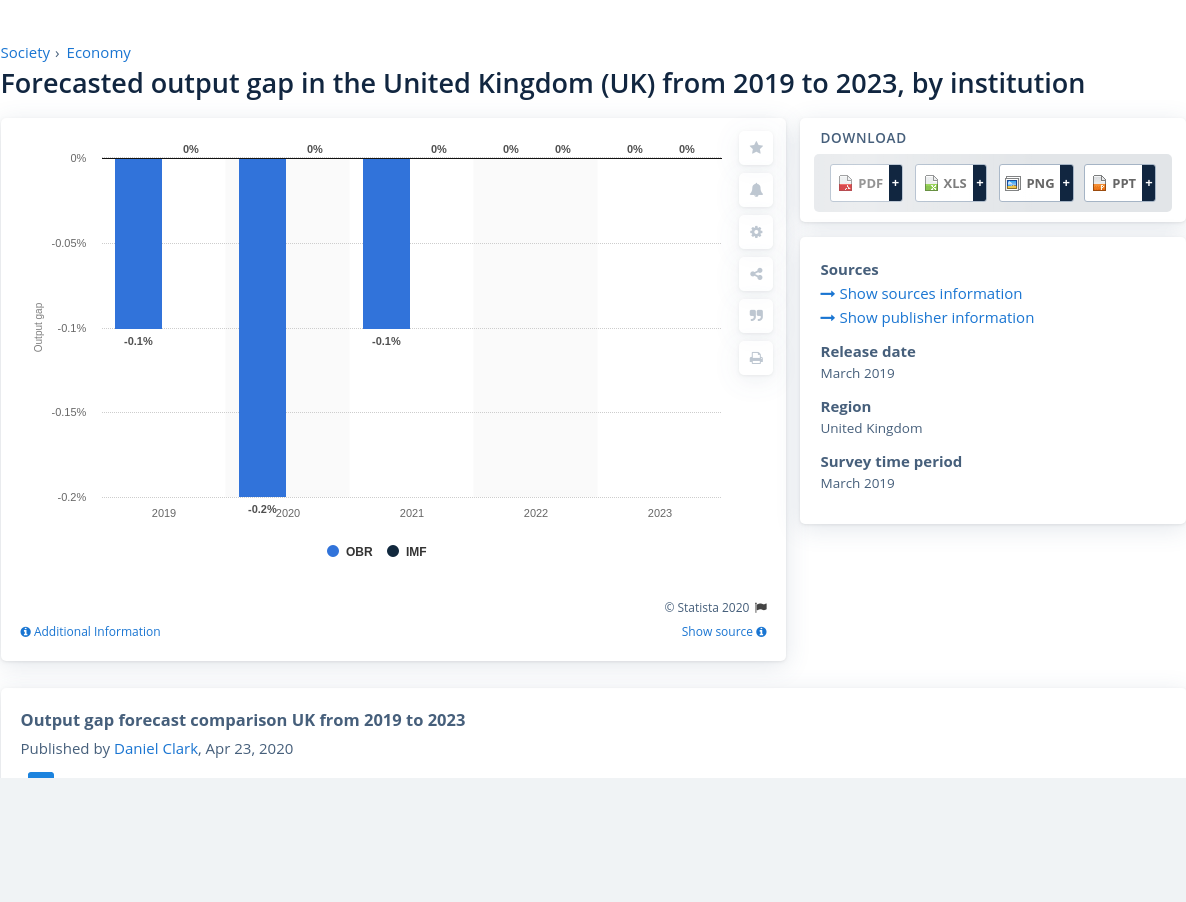 Society › Economy
Forecasted output gap in the United Kingdom (UK) from 2019 to 2023, by institution
0% 0% 0% 0% 0% 0% 0%
0%
-0.05%
-0.1%
-0.15%
-0.2%
Output gap
-0.1%
-0.2%
-0.1%
2019 2020 2021 2022 2023
OBR IMF
© Statista 2020
Additional Information
Show source
DOWNLOAD
PDF + XLS + PNG + PPT +
Sources
Show sources information
Show publisher information
Release date
March 2019
Region
United Kingdom
Survey time period
March 2019
Output gap forecast comparison UK from 2019 to 2023
Published by Daniel Clark, Apr 23, 2020